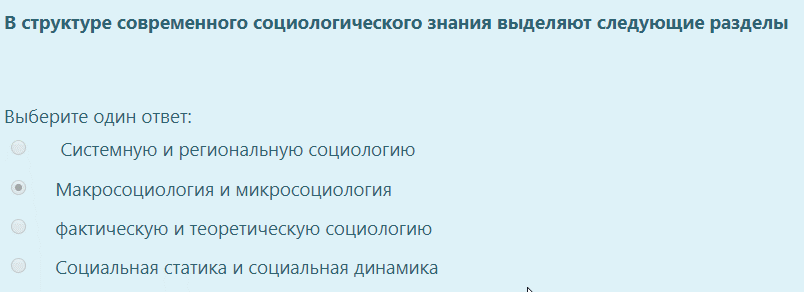 В структуре современного социологического знания выделяют следующие разделы
Выберите один ответ:
Системную и региональную социологию
Макросоциология и микросоциология
фактическую и теоретическую социологию
Социальная статика и социальная динамика